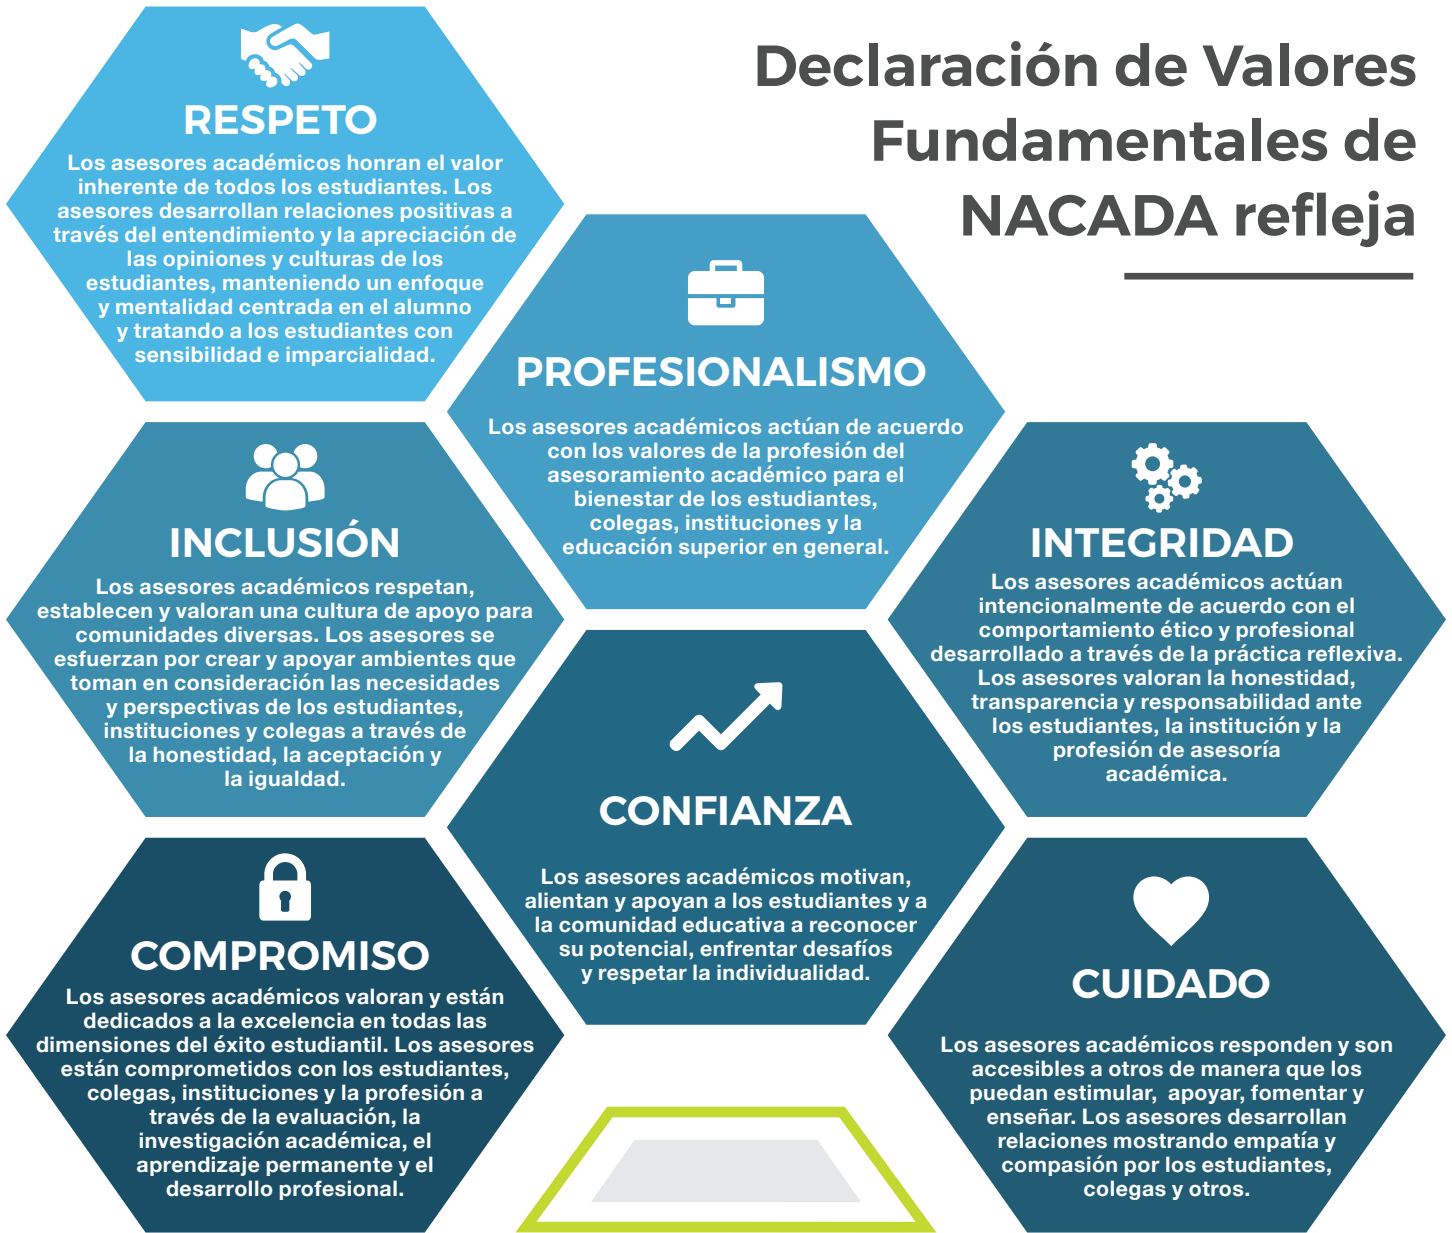 Declaración de Valores
Fundamentales de
NACADA refleja
RESPETO
Los asesores académicos honran el valor
inherente de todos los estudiantes. Los
asesores desarrollan relaciones positivas a
través del entendimiento y la apreciación de
las opiniones y culturas de los
estudiantes, manteniendo un enfoque
y mentalidad centrada en el alumno
y tratando a los estudiantes con
sensibilidad e imparcialidad.
PROFESIONALISMO
Los asesores académicos actúan de acuerdo
con los valores de la profesión del
asesoramiento académico para el
bienestar de los estudiantes,
colegas, instituciones y la
educación superior en general.
INCLUSIÓN
Los asesores académicos respetan,
establecen y valoran una cultura de apoyo para
comunidades diversas. Los asesores se
esfuerzan por crear y apoyar ambientes que
toman en consideración las necesidades
y perspectivas de los estudiantes,
instituciones y colegas a través de
la honestidad, la aceptación y
la igualdad.
INTEGRIDAD
Los asesores académicos actúan
intencionalmente de acuerdo con el
comportamiento ético y profesional
desarrollado a través de la práctica reflexiva.
Los asesores valoran la honestidad,
transparencia y responsabilidad ante
los estudiantes, la institución y la
profesión de asesoría
académica.
CONFIANZA
Los asesores académicos motivan,
alientan y apoyan a los estudiantes y a
la comunidad educativa a reconocer
su potencial, enfrentar desafíos
y respetar la individualidad.
COMPROMISO
Los asesores académicos valoran y están
dedicados a la excelencia en todas las
dimensiones del éxito estudiantil. Los asesores
están comprometidos con los estudiantes,
colegas, instituciones y la profesión a
través de la evaluación, la
investigación académica, el
aprendizaje permanente y el
desarrollo profesional.
CUIDADO
Los asesores académicos responden y son
accesibles a otros de manera que los
puedan estimular, apoyar, fomentar y
enseñar. Los asesores desarrollan
relaciones mostrando empatía y
compasión por los estudiantes,
colegas y otros.